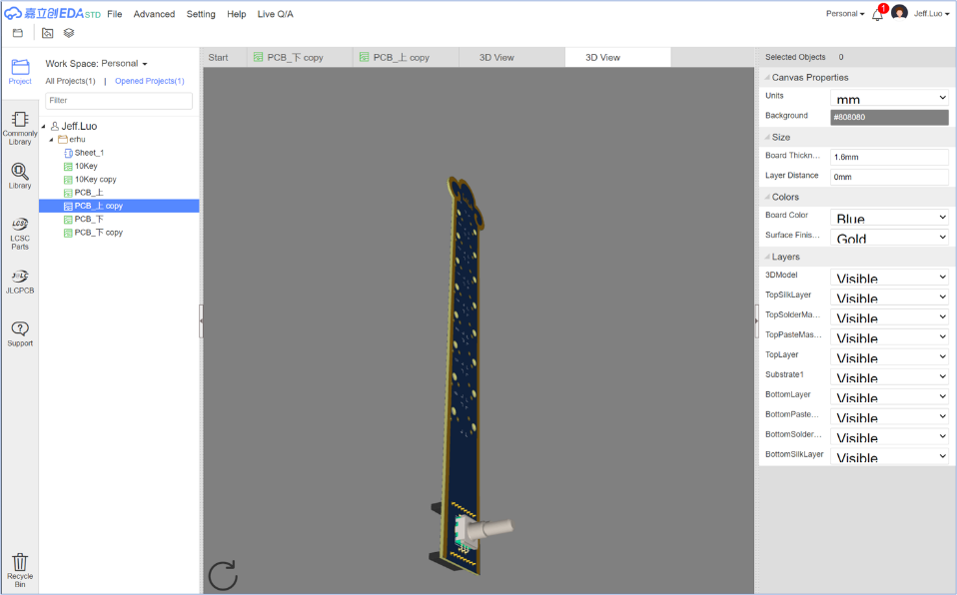 嘉立创EDA STD File Advanced Setting Help Live Q/A Personal 1 Jeff.Luo
Start PCB_下 copy PCB_上 copy 3D View 3D View
Project
Commonly
Library
Library
LCSC
LCSC
Parts
JLC
JLCPCB
Support
Recycle
Bin
Work Space: Personal
All Projects(1) | Opened Projects(1)
Filter
Jeff.Luo
erhu
Sheet_1
10Key
10Key copy
PCB_上
PCB_上 copy
PCB_下
PCB_下 copy
Selected Objects 0
Canvas Properties
Units mm
Background #808080
Size
Board Thickn... 1.6mm
Layer Distance 0mm
Colors
Board Color Blue
Surface Finis... Gold
Layers
3DModel Visible
TopSilkLayer Visible
TopSolderMa... Visible
TopPasteMas... Visible
TopLayer Visible
Substrate1 Visible
BottomLayer Visible
BottomPaste... Visible
BottomSolder... Visible
BottomSilkLayer Visible